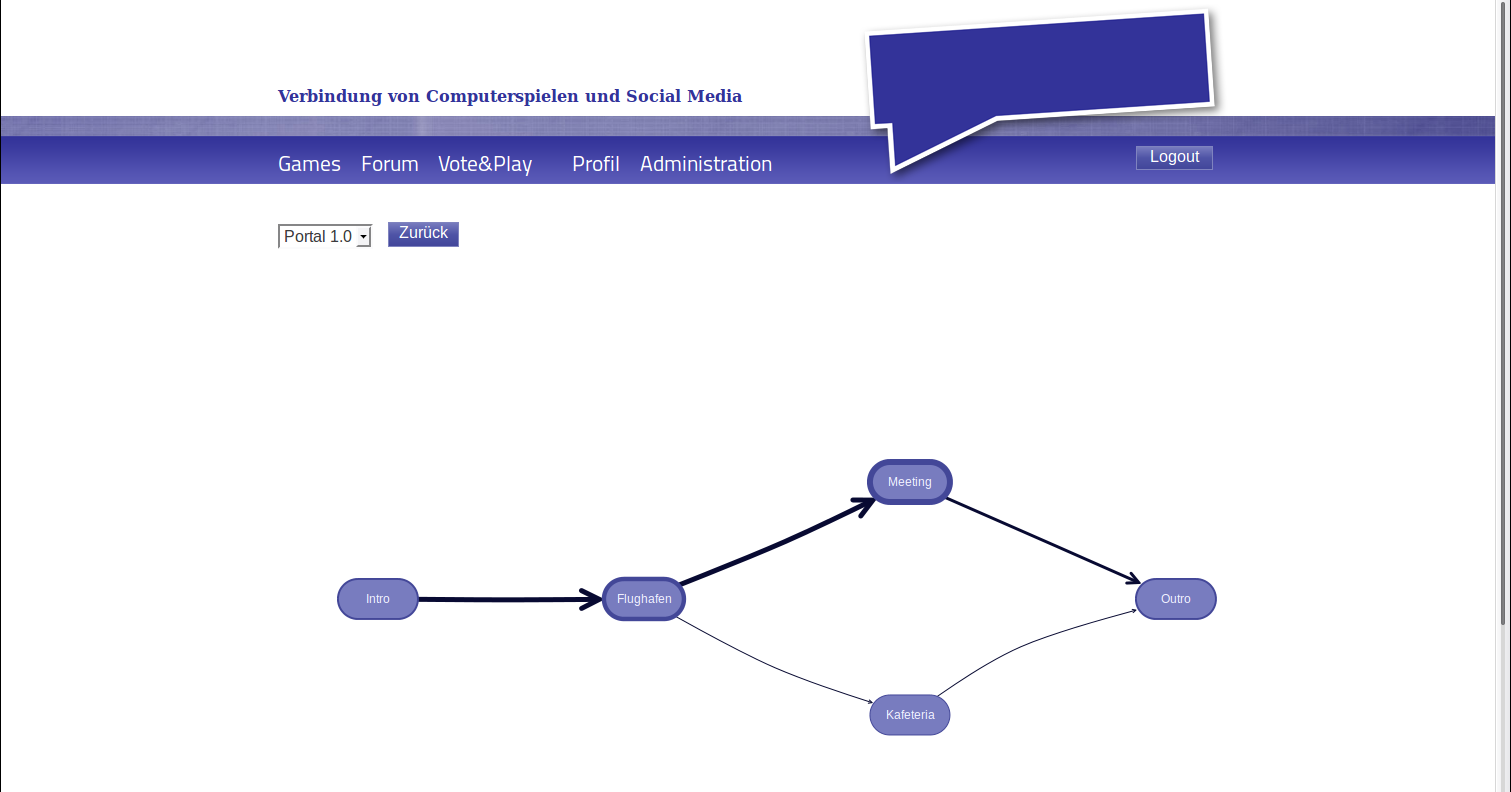 Verbindung von Computerspielen und Social Media
Games Forum Vote&Play Profil Administration Logout
Portal 1.0 Zurück
Meeting
Intro Flughafen Outro
Kafeteria